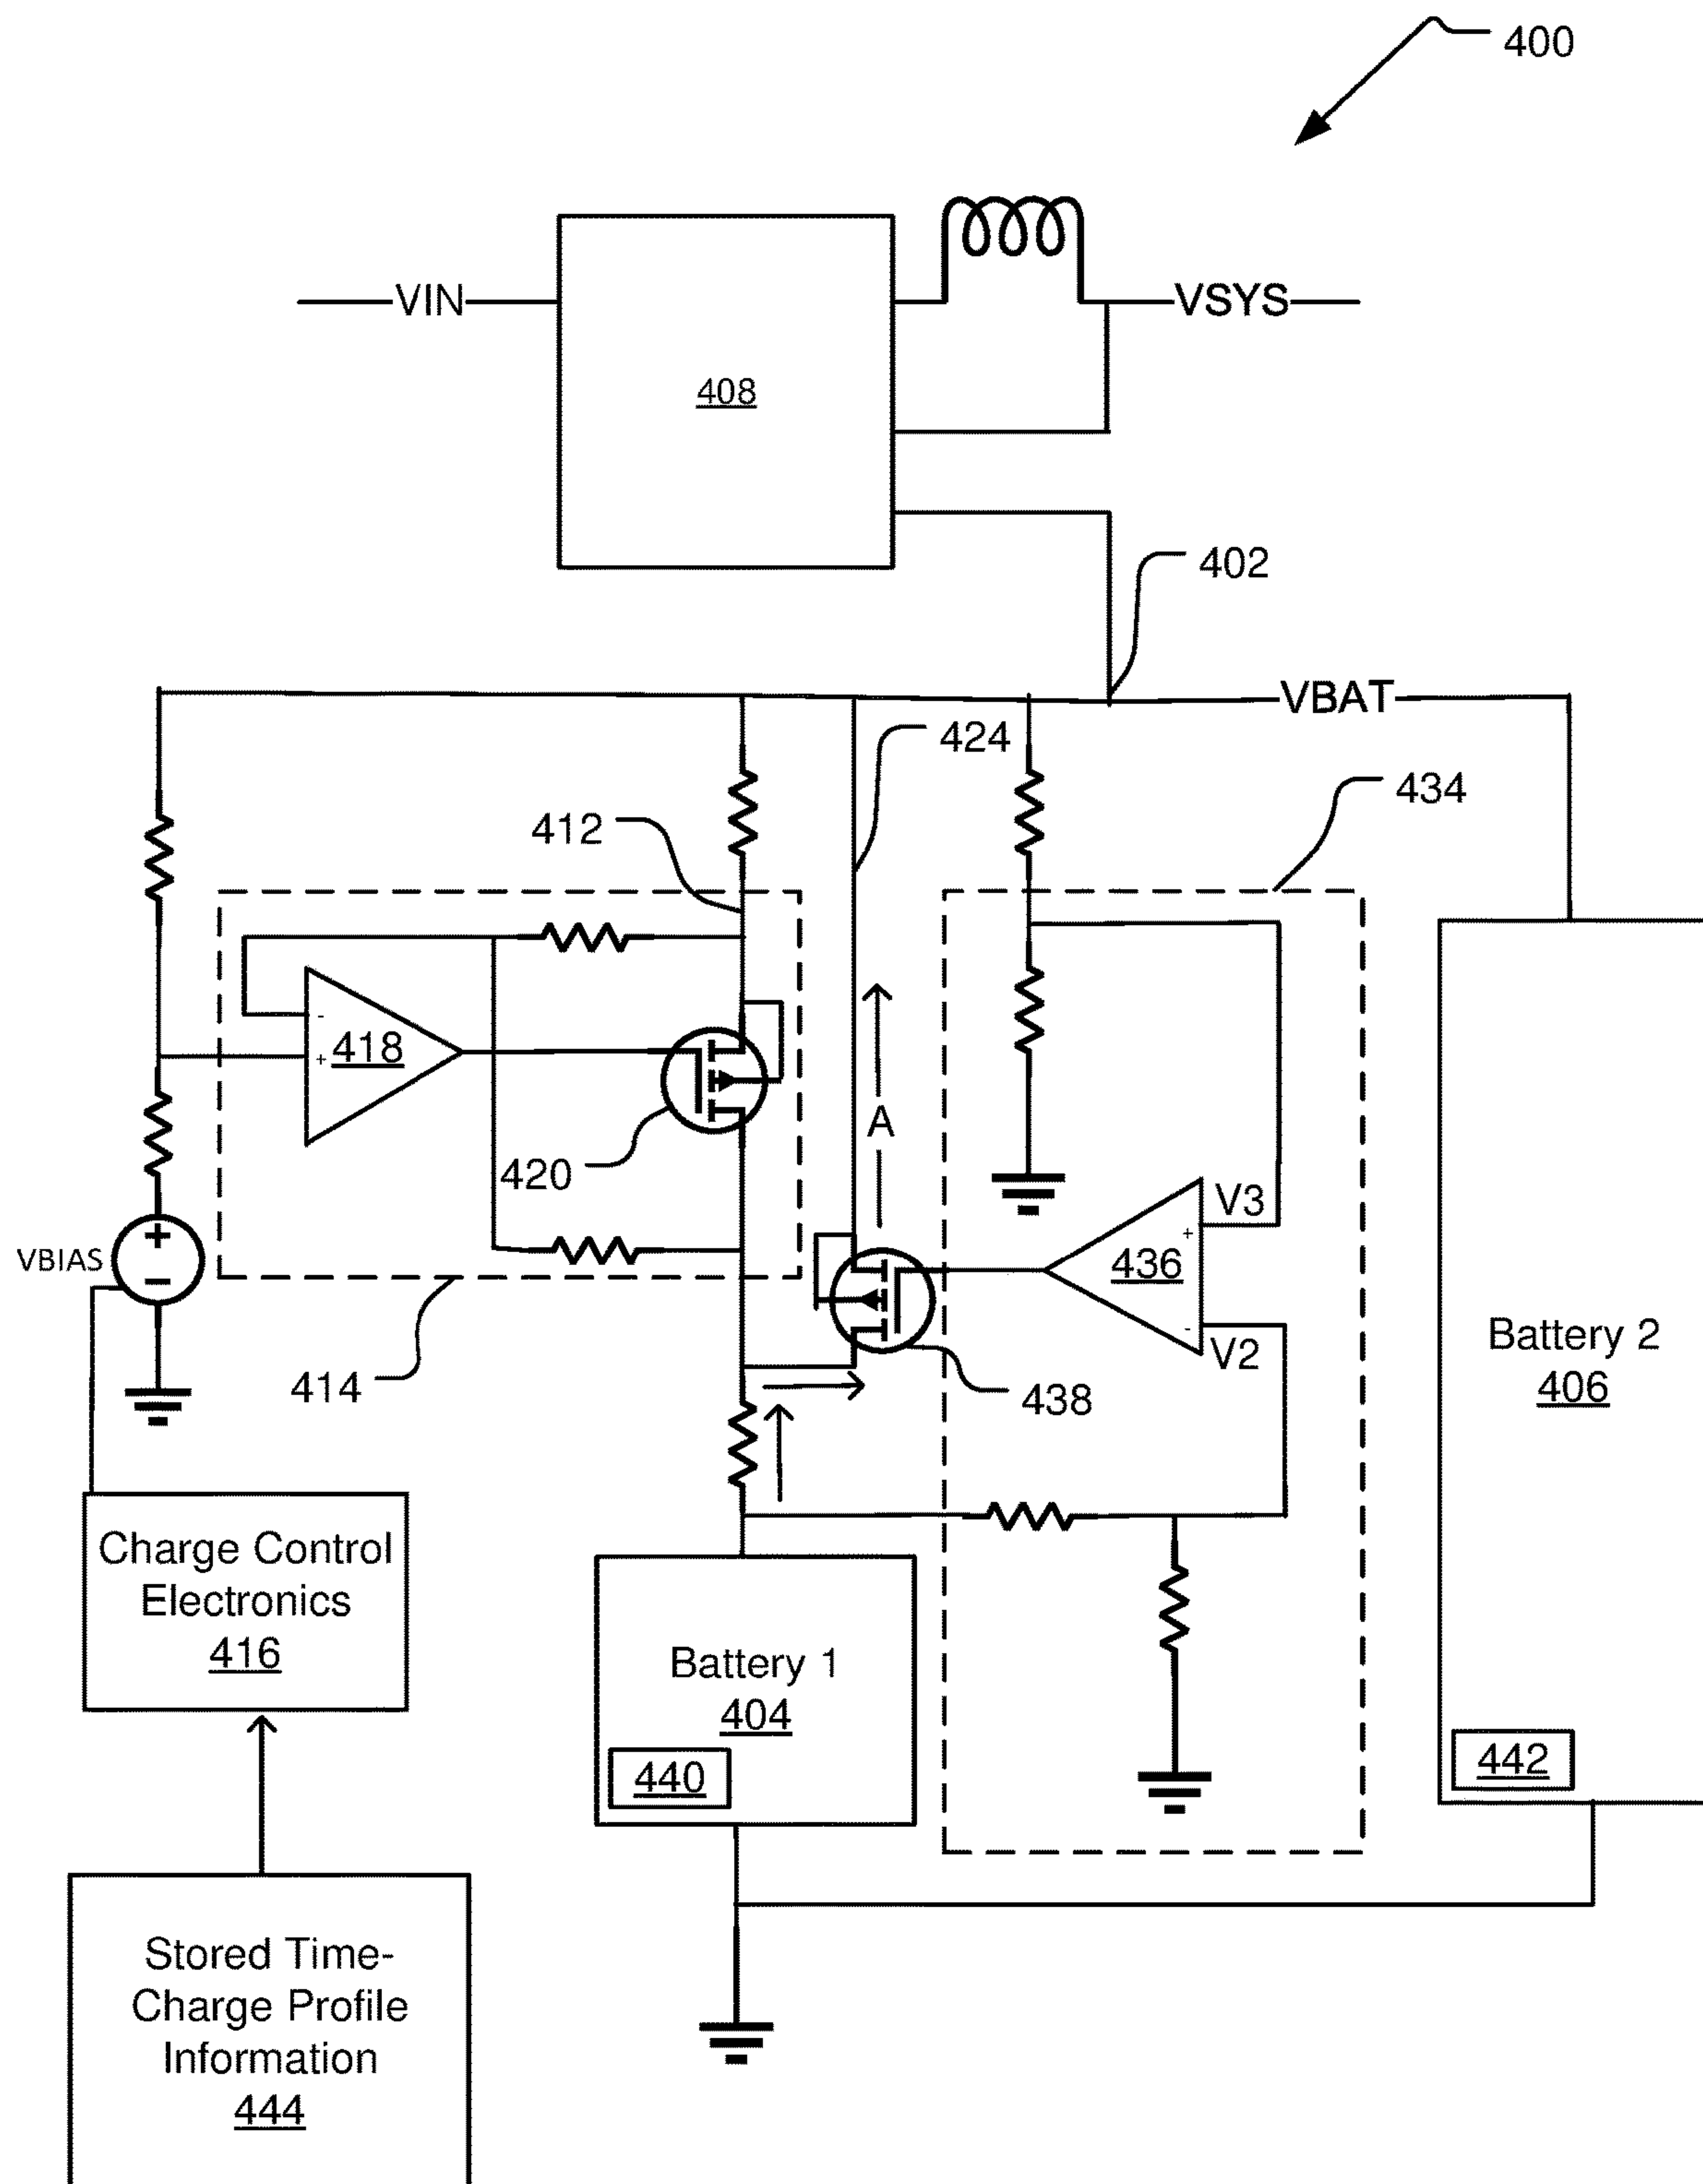 400
VIN
VSYS
408
402
VBAT
424
434
412
-
+
418
A
420
V3
+
436
-
V2
VBIAS
+
-
414
438
Battery 2
406
Charge Control
Electronics
416
Battery 1
404
440
442
Stored Time-
Charge Profile
Information
444